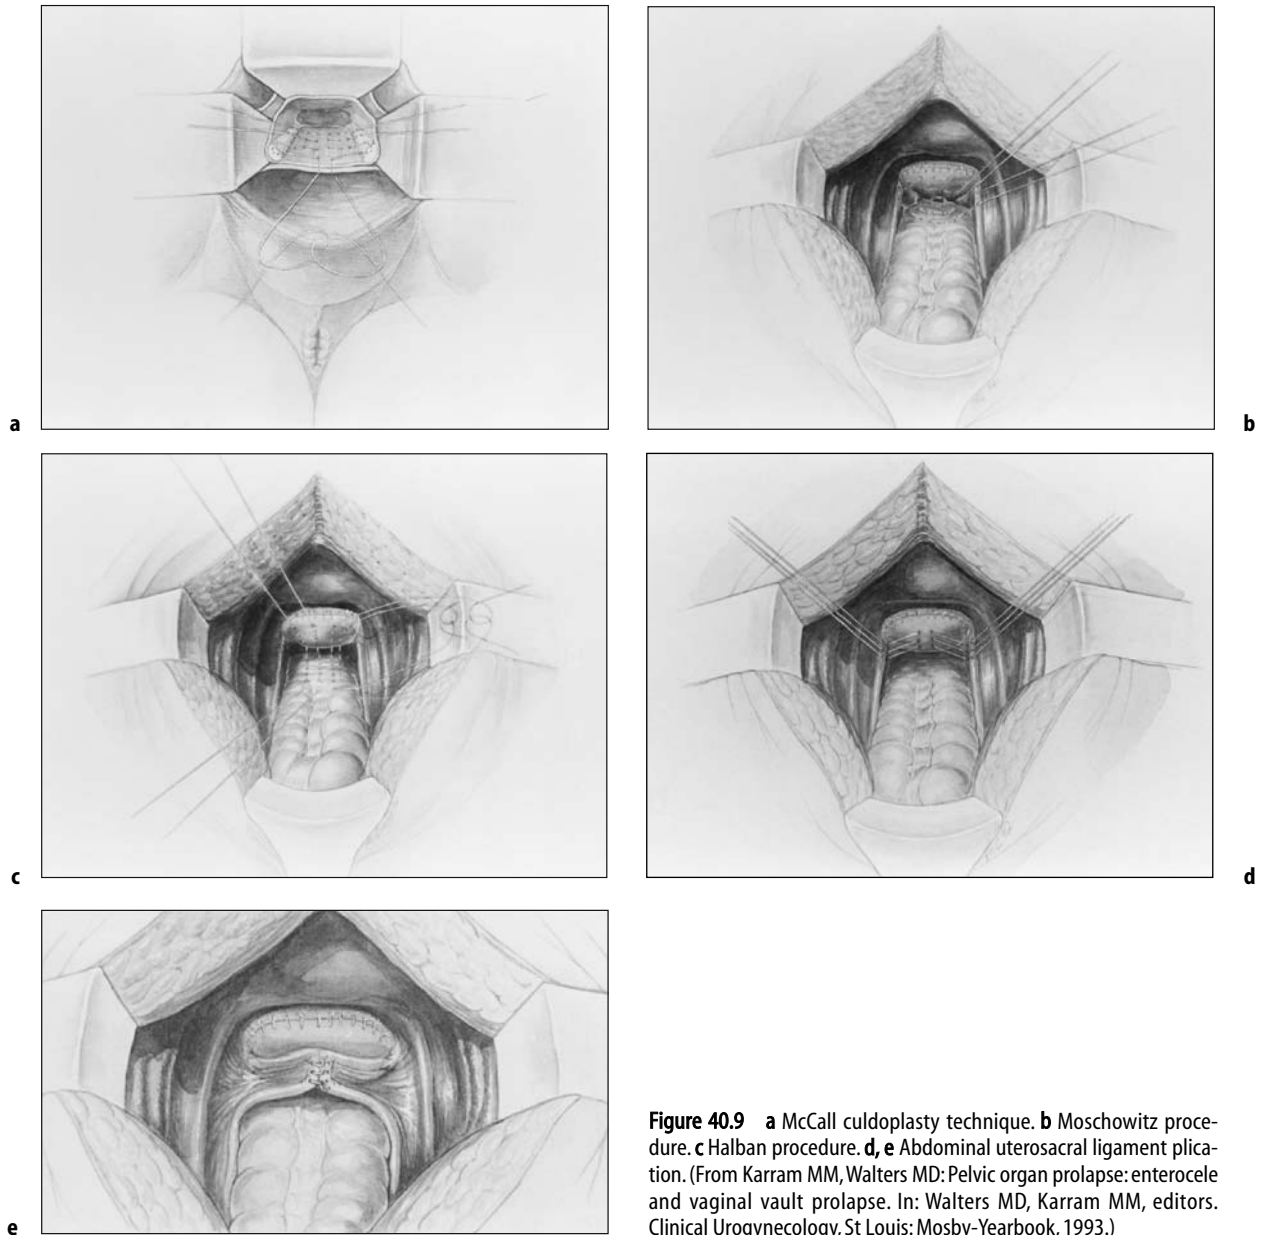 a
b
c
d
e
Figure 40.9 a McCall culdoplasty technique. b Moschowitz proce-
dure. c Halban procedure. d, e Abdominal uterosacral ligament plica-
tion. (From Karram MM, Walters MD: Pelvic organ prolapse: enterocele
and vaginal vault prolapse. In: Walters MD, Karram MM, editors.
Clinical Urogynecology, St Louis: Mosby-Yearbook, 1993.)